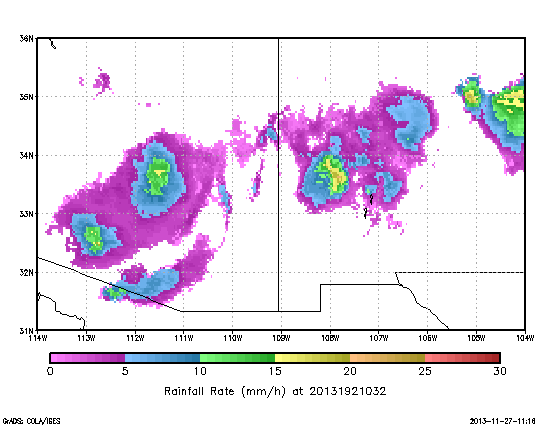 36N
35N
34N
33N
32N
31N
114W 113W 112W 111W 110W 109W 108W 107W 106W 105W 104W
0 5 10 15 20 25 30
Rainfall Rate (mm/h) at 20131921032
GrADS: COLA/IGES 2013-11-27-11:16